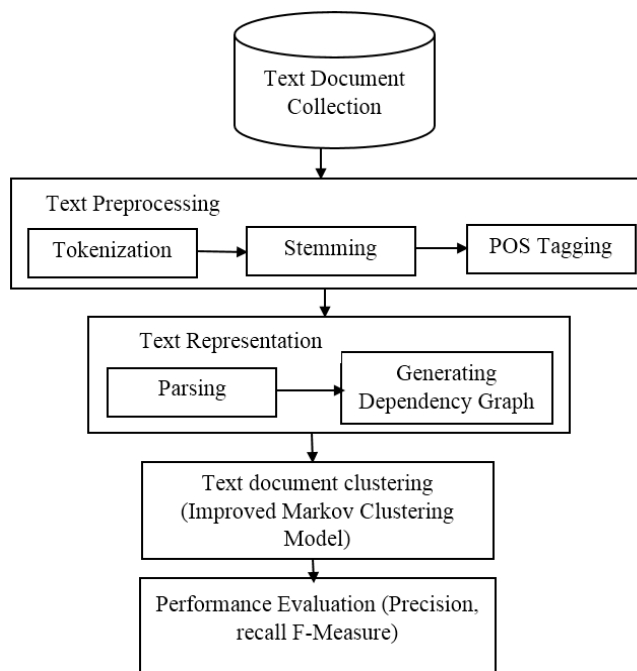 Text Document
Collection
Text Preprocessing
Tokenization
Stemming
POS Tagging
Text Representation
Parsing
Generating
Dependency Graph
Text document clustering
(Improved Markov Clustering
Model)
Performance Evaluation (Precision,
recall F-Measure)